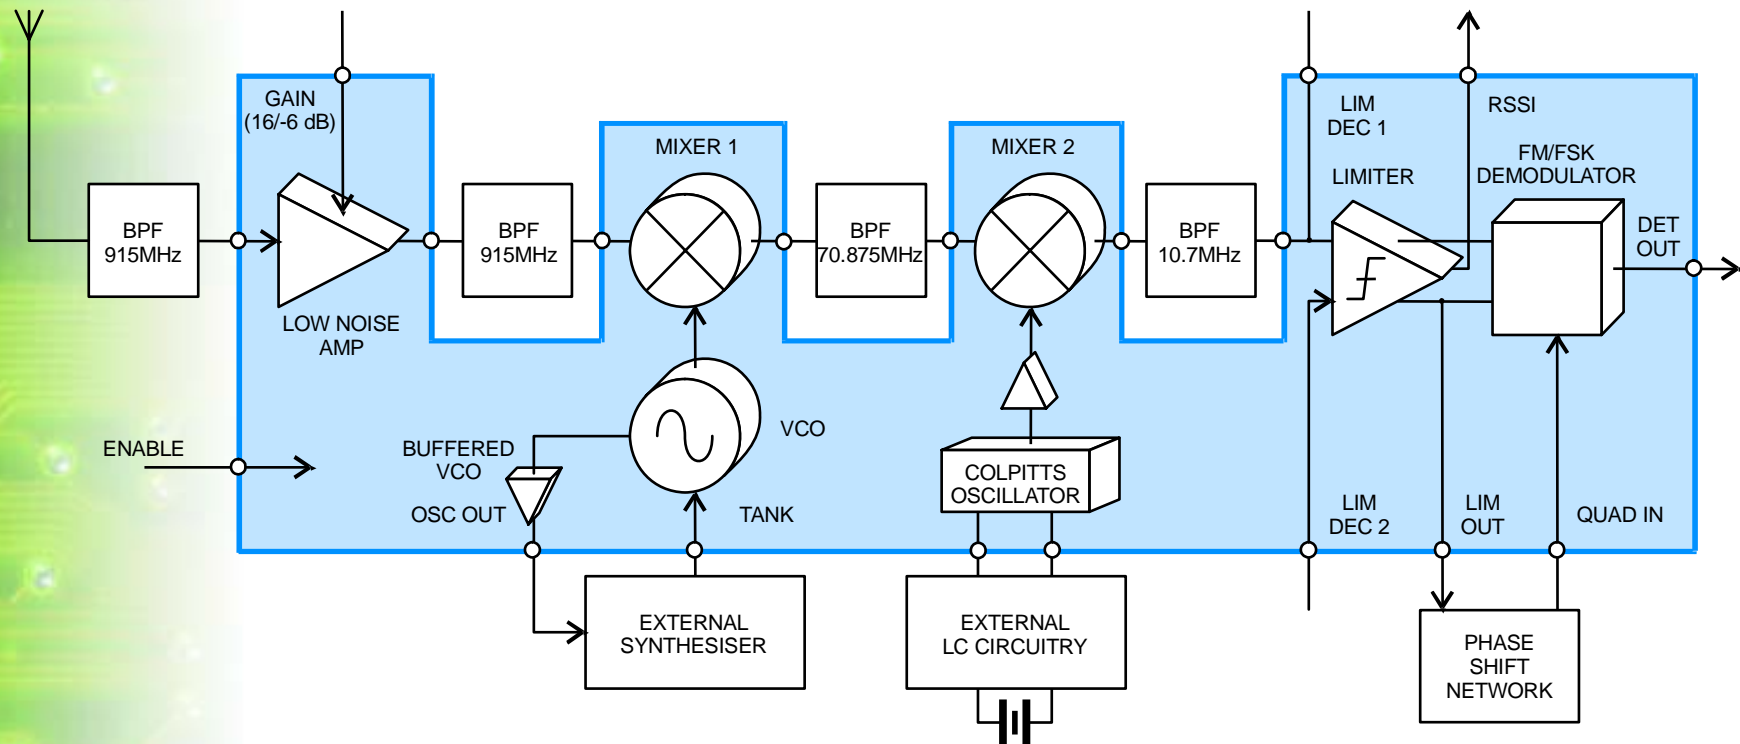 GAIN
(16/-6 dB)
LIM
DEC 1
RSSI
MIXER 1
MIXER 2
FM/FSK
DEMODULATOR
LIMITER
BPF
915MHz
BPF
915MHz
BPF
70.875MHz
BPF
10.7MHz
DET
OUT
LOW NOISE
AMP
VCO
ENABLE
BUFFERED
VCO
COLPITTS
OSCILLATOR
OSC OUT
TANK
LIM
DEC 2
LIM
OUT
QUAD IN
EXTERNAL
SYNTHESISER
EXTERNAL
LC CIRCUITRY
PHASE
SHIFT
NETWORK